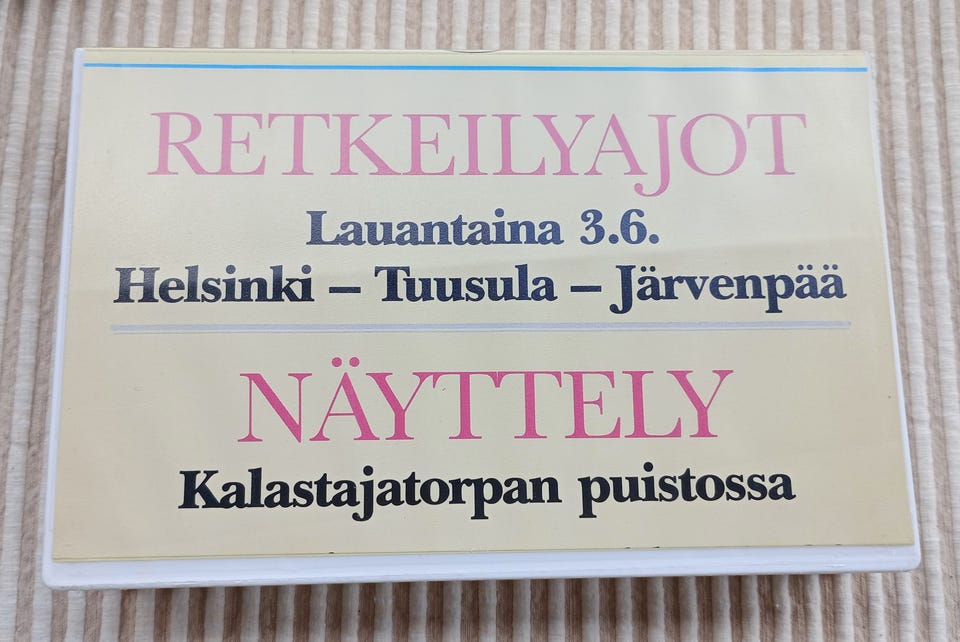 RETKEILYAJOT
Lauantaina 3.6.
Helsinki – Tuusula – Järvenpää
NÄYTTELY
Kalastajatorpan puistossa